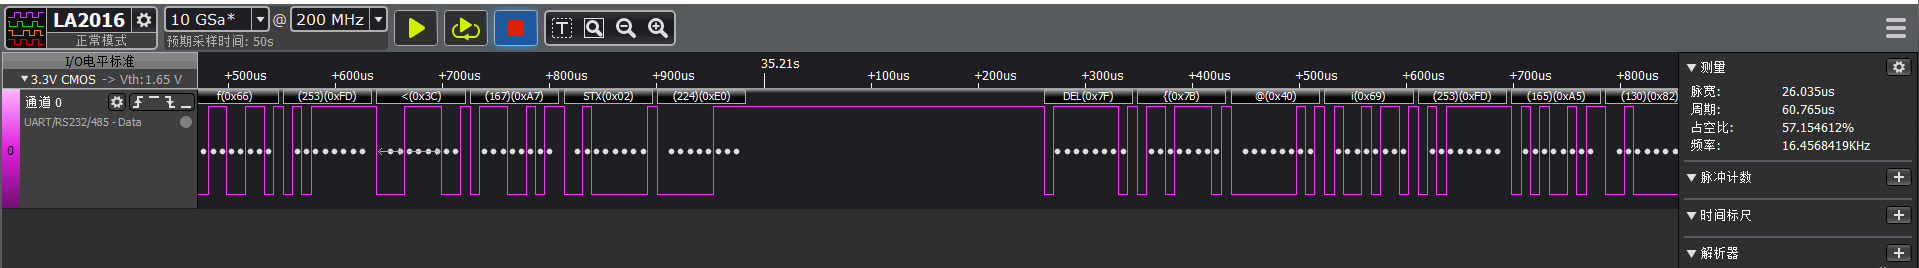 LA2016
正常模式
10 GSa* @ 200 MHz
预期采样时间: 50s
T
I/O电平标准
3.3V CMOS -> Vth:1.65 V
+500us +600us +700us +800us +900us 35.21s +100us +200us +300us +400us +500us +600us +700us +800us
通道 0
UART/RS232/485 - Data
0
f(0x66) (253)(0xFD) <(0x3C) (167)(0xA7) STX(0x02) (224)(0xE0) DEL(0x7F) {(0x7B) @(0x40) i(0x69) (253)(0xFD) (165)(0xA5) (130)(0x82)
测量
脉宽: 26.035us
周期: 60.765us
占空比: 57.154612%
频率: 16.4568419KHz
脉冲计数
时间标尺
解析器